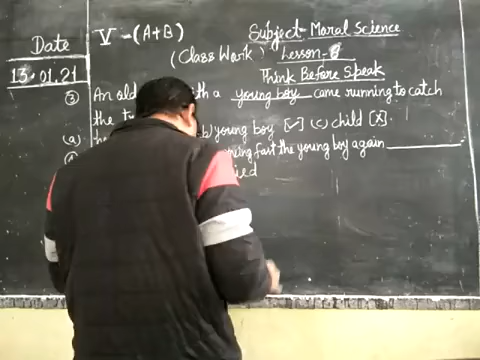 Date
13.01.21
V - (A+B)
Subject- Moral Science
(Class Work) Lesson-8
Think Before Speak
③ An old with a young boy came running to catch
the
(a) b) young boy [✓] (c) child [X].
fast the young boy again